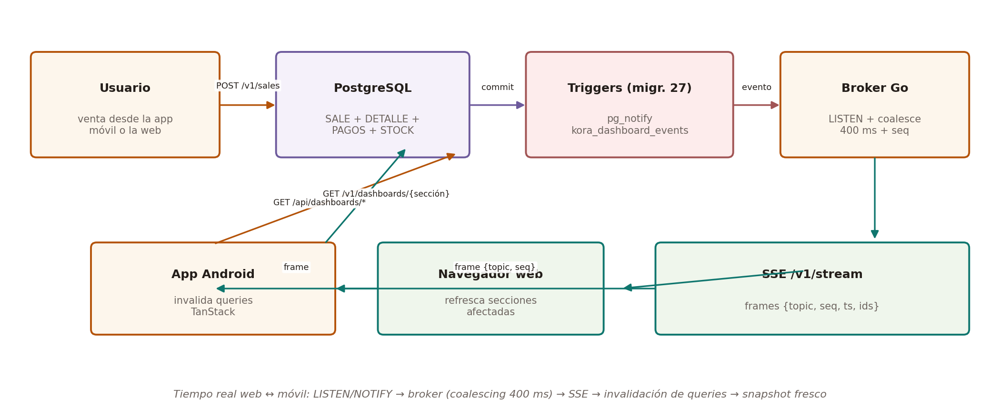 Usuario
venta desde la app
móvil o la web
POST /v1/sales
PostgreSQL
SALE + DETALLE +
PAGOS + STOCK
commit
Triggers (migr. 27)
pg_notify
kora_dashboard_events
evento
Broker Go
LISTEN + coalesce
400 ms + seq
GET /v1/dashboards/{sección}
GET /api/dashboards/*
App Android
invalida queries
TanStack
frame
frame {topic, seq}
Navegador web
refresca secciones
afectadas
SSE /v1/stream
frames {topic, seq, ts, ids}
Tiempo real web ↔ móvil: LISTEN/NOTIFY → broker (coalescing 400 ms) → SSE → invalidación de queries → snapshot fresco